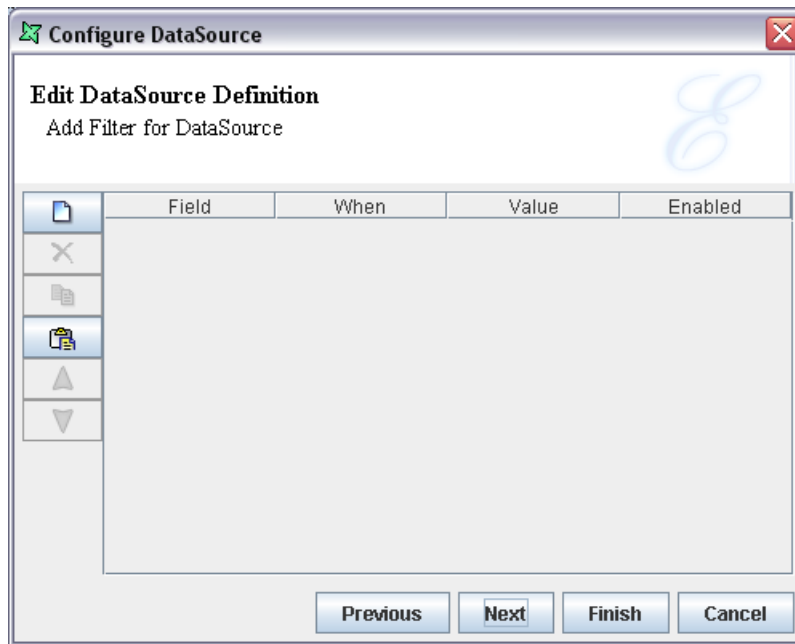 Configure DataSource
Edit DataSource Definition
Add Filter for DataSource
Field When Value Enabled
Previous Next Finish Cancel